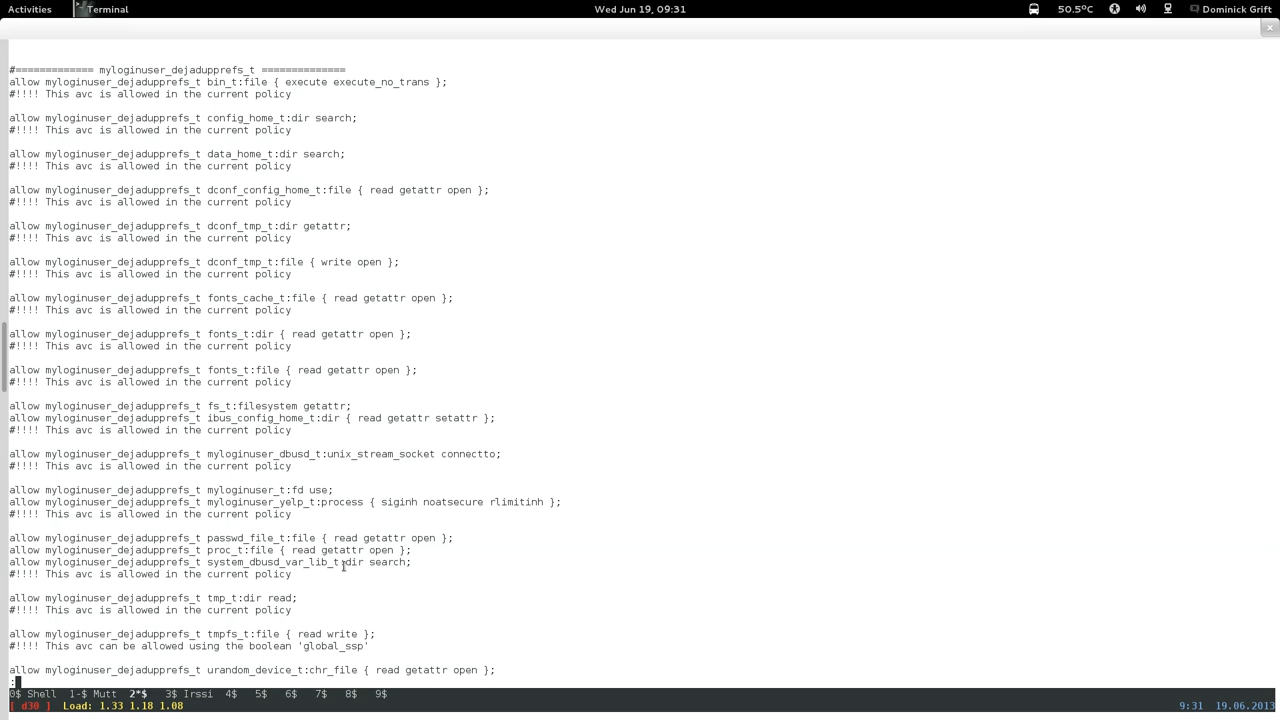 Activities Terminal Wed Jun 19, 09:31 50.5°C Dominick Grift
#============= myloginuser_dejadupprefs_t ==============
allow myloginuser_dejadupprefs_t bin_t:file { execute execute_no_trans };
#!!!! This avc is allowed in the current policy
allow myloginuser_dejadupprefs_t config_home_t:dir search;
#!!!! This avc is allowed in the current policy
allow myloginuser_dejadupprefs_t data_home_t:dir search;
#!!!! This avc is allowed in the current policy
allow myloginuser_dejadupprefs_t dconf_config_home_t:file { read getattr open };
#!!!! This avc is allowed in the current policy
allow myloginuser_dejadupprefs_t dconf_tmp_t:dir getattr;
#!!!! This avc is allowed in the current policy
allow myloginuser_dejadupprefs_t dconf_tmp_t:file { write open };
#!!!! This avc is allowed in the current policy
allow myloginuser_dejadupprefs_t fonts_cache_t:file { read getattr open };
#!!!! This avc is allowed in the current policy
allow myloginuser_dejadupprefs_t fonts_t:dir { read getattr open };
#!!!! This avc is allowed in the current policy
allow myloginuser_dejadupprefs_t fonts_t:file { read getattr open };
#!!!! This avc is allowed in the current policy
allow myloginuser_dejadupprefs_t fs_t:filesystem getattr;
allow myloginuser_dejadupprefs_t ibus_config_home_t:dir { read getattr setattr };
#!!!! This avc is allowed in the current policy
allow myloginuser_dejadupprefs_t myloginuser_dbusd_t:unix_stream_socket connectto;
#!!!! This avc is allowed in the current policy
allow myloginuser_dejadupprefs_t myloginuser_t:fd use;
allow myloginuser_dejadupprefs_t myloginuser_yelp_t:process { siginh noatsecure rlimitinh };
#!!!! This avc is allowed in the current policy
allow myloginuser_dejadupprefs_t passwd_file_t:file { read getattr open };
allow myloginuser_dejadupprefs_t proc_t:file { read getattr open };
allow myloginuser_dejadupprefs_t system_dbusd_var_lib_t:dir search;
#!!!! This avc is allowed in the current policy
allow myloginuser_dejadupprefs_t tmp_t:dir read;
#!!!! This avc is allowed in the current policy
allow myloginuser_dejadupprefs_t tmpfs_t:file { read write };
#!!!! This avc can be allowed using the boolean 'global_ssp'
allow myloginuser_dejadupprefs_t urandom_device_t:chr_file { read getattr open };
:
0$ Shell 1-$ Mutt 2*$ 3$ Irssi 4$ 5$ 6$ 7$ 8$ 9$
[ d30 ] Load: 1.33 1.18 1.08 9:31 19.06.2013